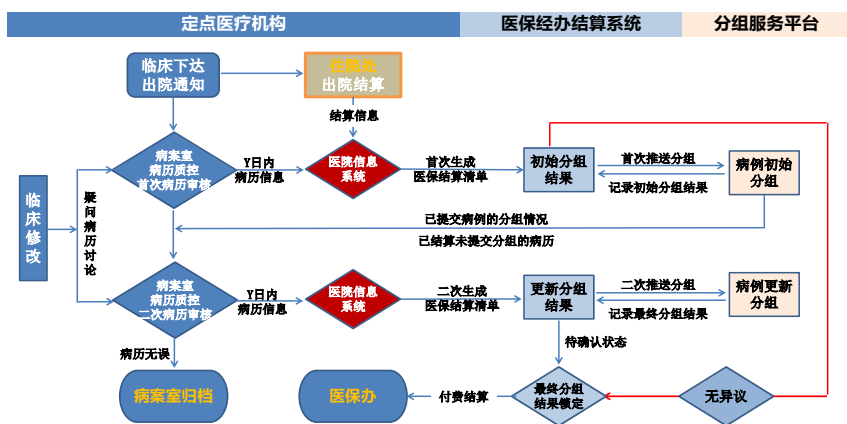 定点医疗机构
医保经办结算系统
分组服务平台
临床下达
出院通知
住院处
出院结算
结算信息
病案室
病历质控
首次病历审核
Y日内
病历信息
医院信息
系统
首次生成
医保结算清单
初始分组
结果
首次推送分组
记录初始分组结果
病例初始
分组
临床修改
疑问病历讨论
已提交病例的分组情况
已结算未提交分组的病历
病案室
病历质控
二次病历审核
Y日内
病历信息
医院信息
系统
二次生成
医保结算清单
更新分组
结果
二次推送分组
记录最终分组结果
病例更新
分组
病历无误
待确认状态
病案室归档
医保办
付费结算
最终分组
结果锁定
无异议